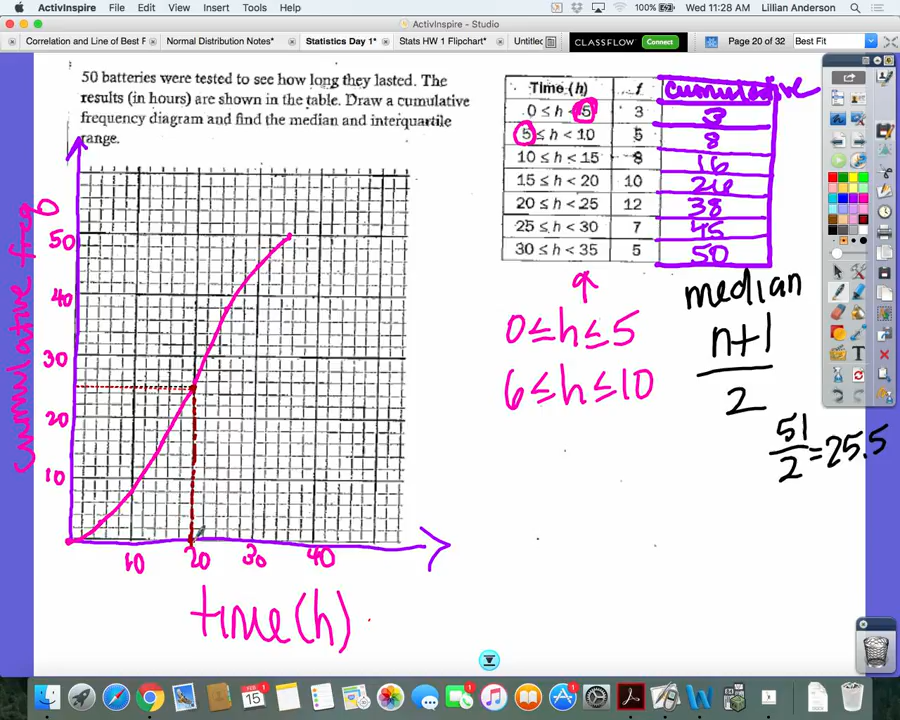 ActivInspire File Edit View Insert Tools Help 100% Wed 11:28 AM Lillian Anderson
ActivInspire - Studio
Correlation and Line of Best F Normal Distribution Notes* Statistics Day 1* Stats HW 1 Flipchart* Untitled CLASSFLOW Connect Page 20 of 32 Best Fit
50 batteries were tested to see how long they lasted. The
results (in hours) are shown in the table. Draw a cumulative
frequency diagram and find the median and interquartile
range.
Time (h) f cumulative
0 ≤ h < 5 3 3
5 ≤ h < 10 5 8
10 ≤ h < 15 8 16
15 ≤ h < 20 10 26
20 ≤ h < 25 12 38
25 ≤ h < 30 7 45
30 ≤ h < 35 5 50
cumulative freq
50
40
30
20
10
10 20 30 40
time (h)
0≤h≤5
6≤h≤10
median
n+1
2
51
2 =25.5
FEB
15